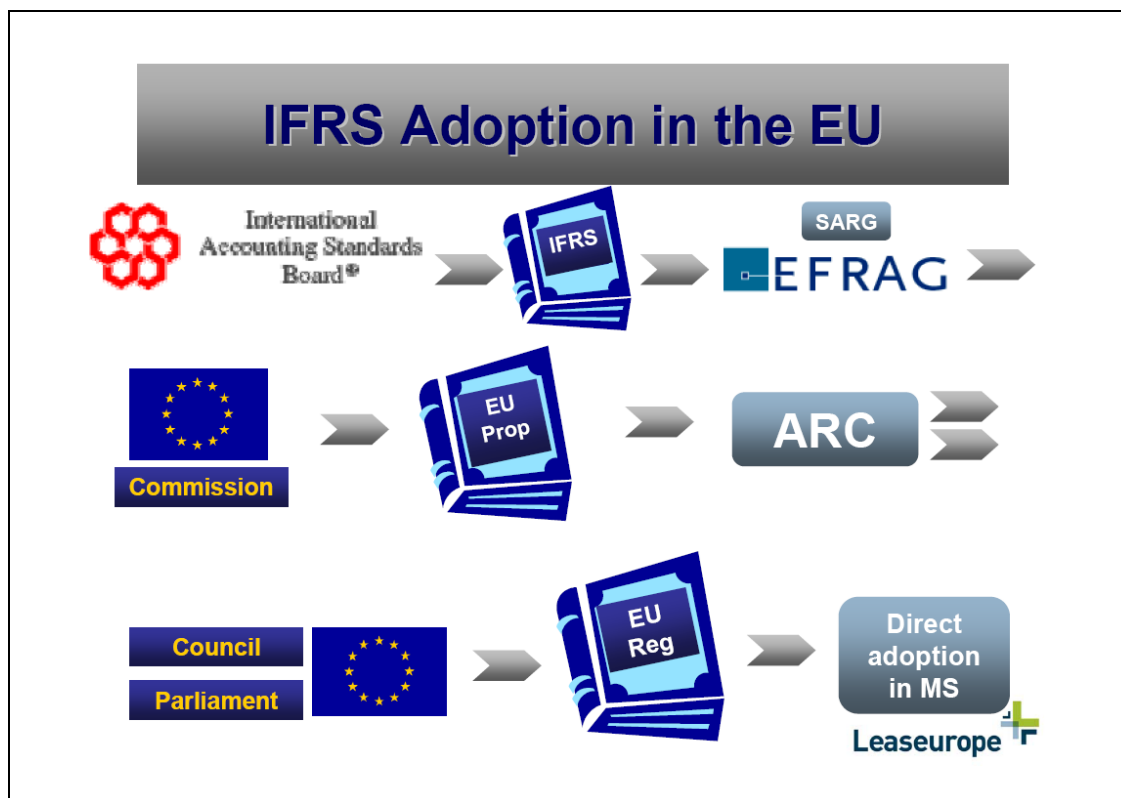 IFRS Adoption in the EU
International
Accounting Standards
Board®
IFRS
SARG
EFRAG
Commission
EU
Prop
ARC
Council
Parliament
EU
Reg
Direct
adoption
in MS
Leaseurope